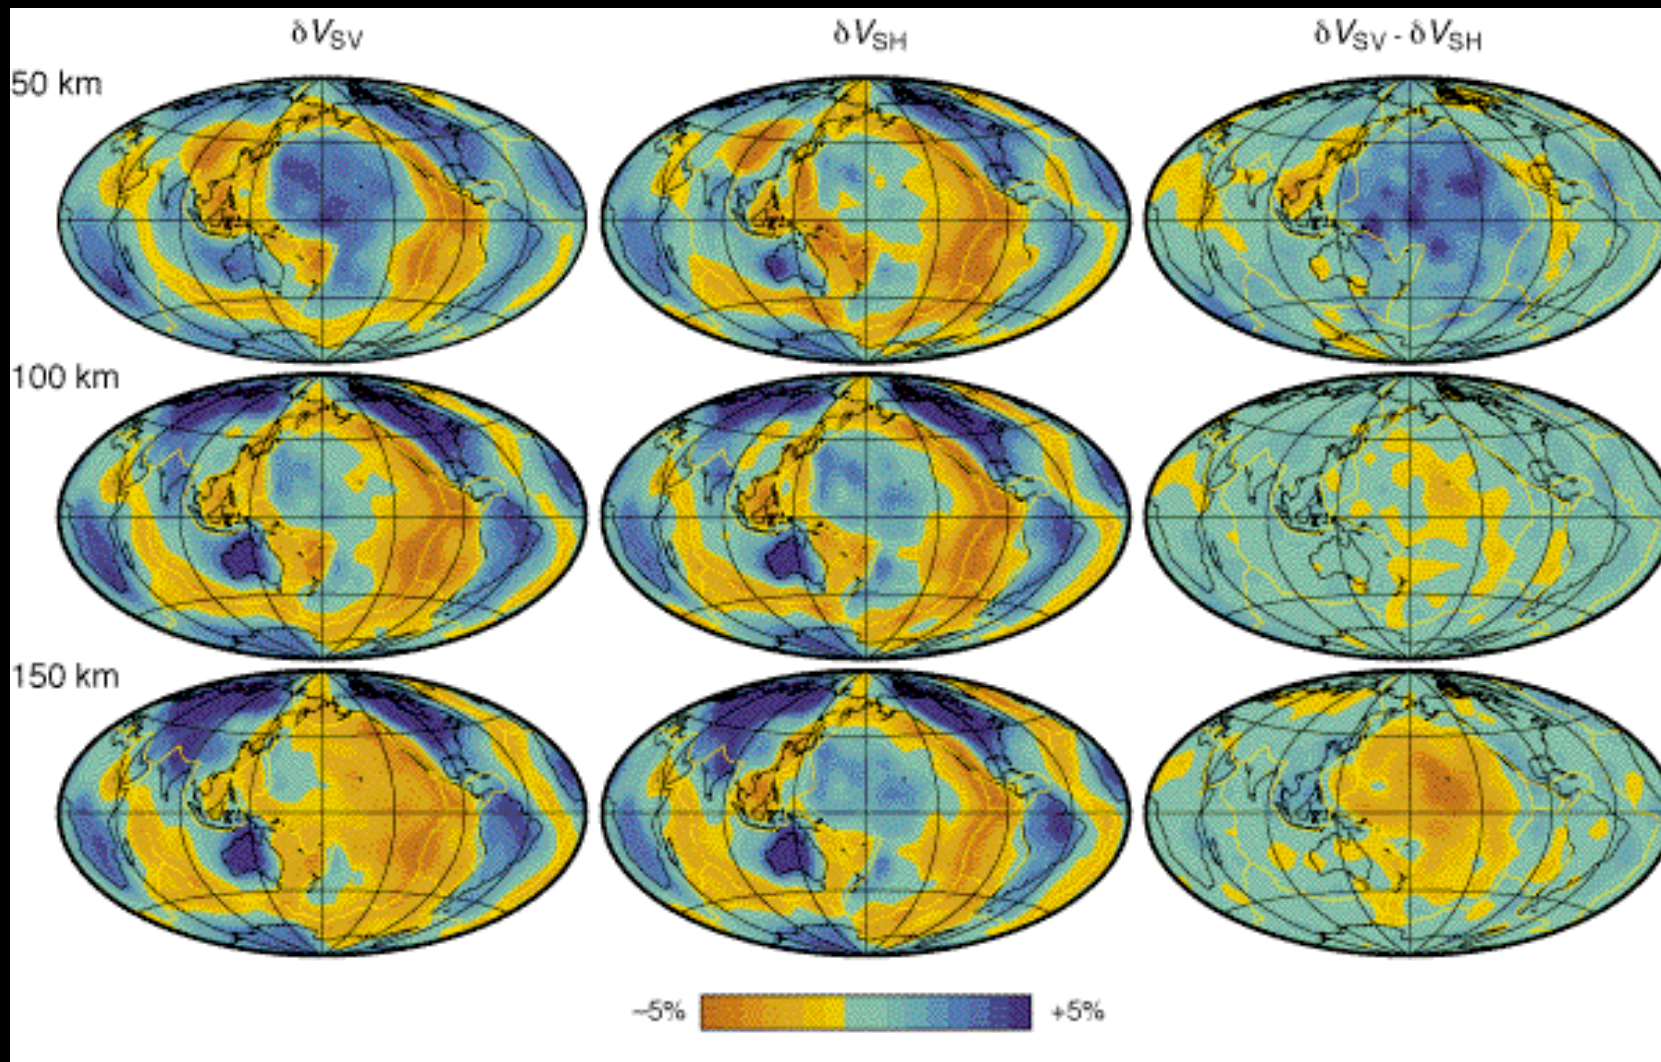 δVSV δVSH δVSV - δVSH
50 km
100 km
150 km
−5% +5%